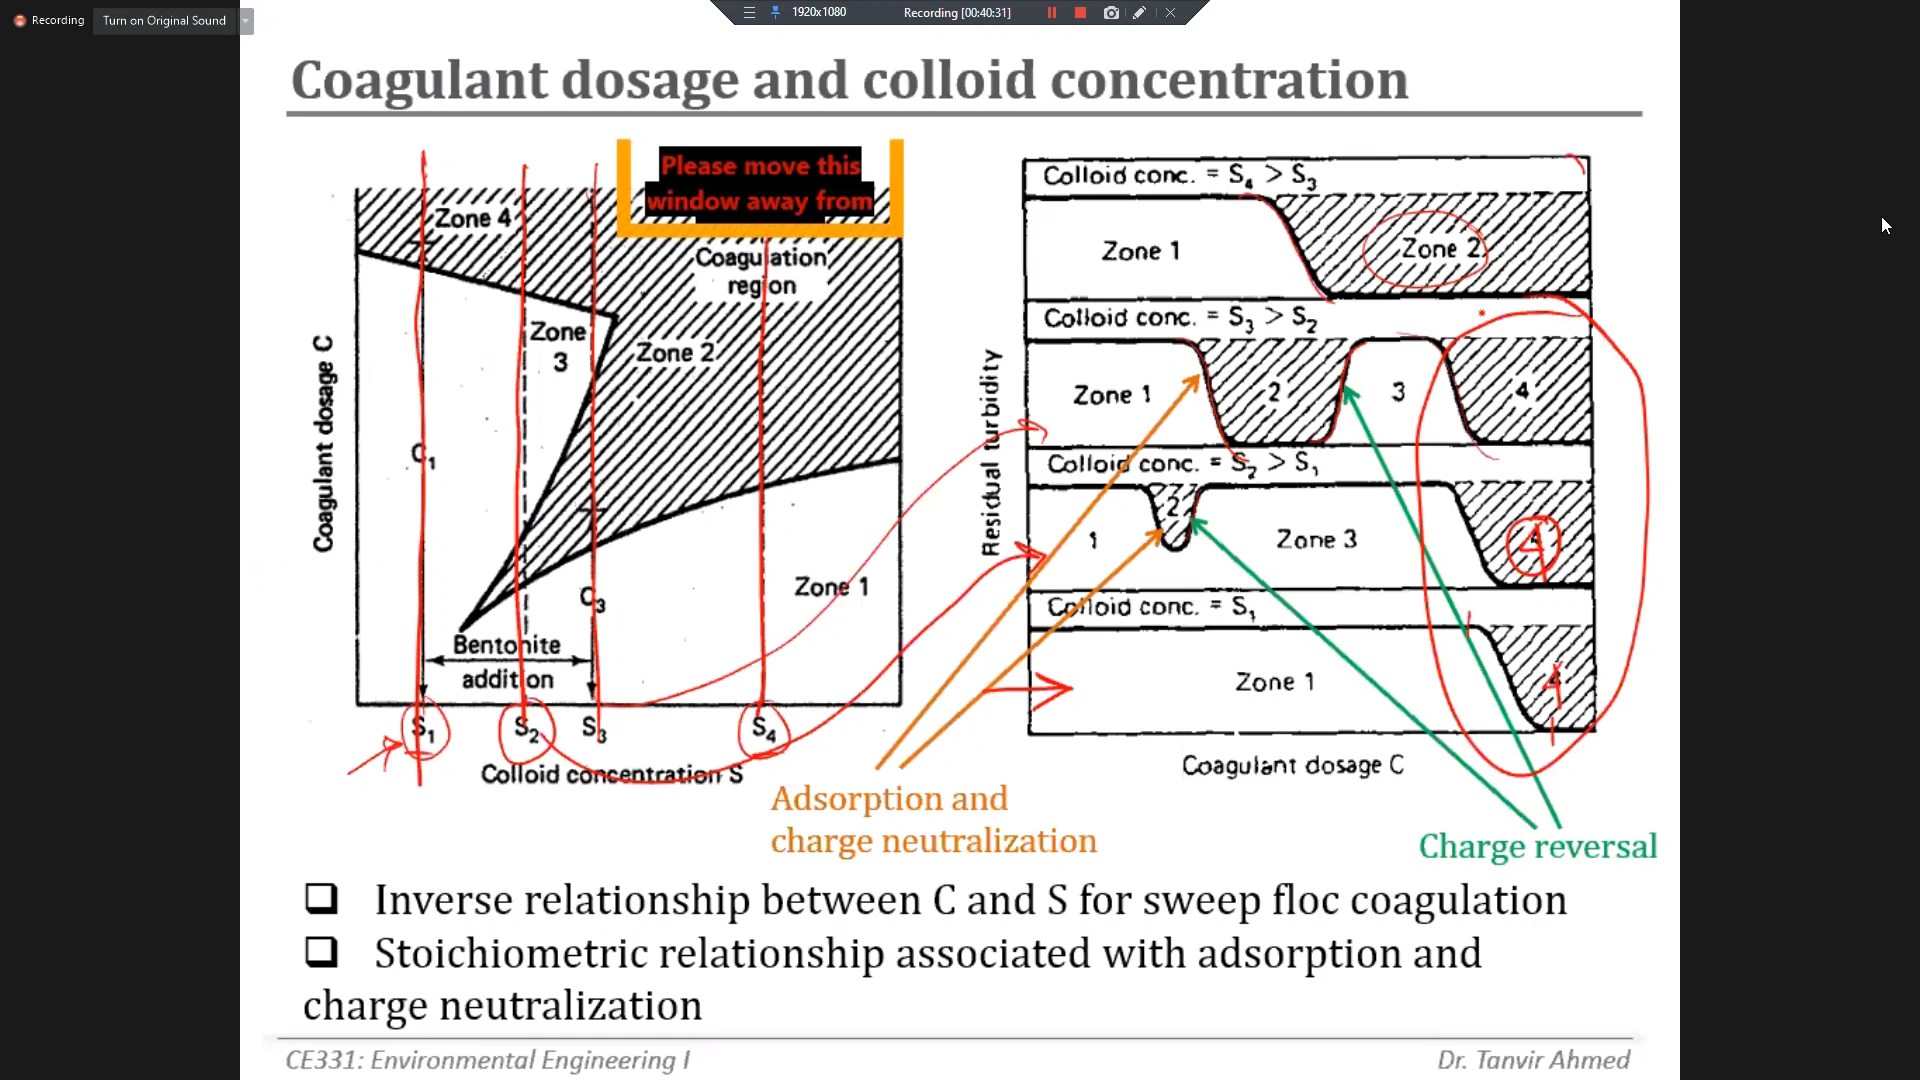 Recording
Turn on Original Sound
1920x1080
Recording [00:40:31]
Coagulant dosage and colloid concentration
Please move this
window away from
Zone 4
Coagulation
region
Zone
3
Zone 2
Coagulant dosage C
C₁
C₃
Zone 1
Bentonite
addition
S₁
S₂
S₃
S₄
Colloid concentration S
Residual turbidity
Colloid conc. = S₄ > S₃
Zone 1
Zone 2
Colloid conc. = S₃ > S₂
Zone 1
2
3
4
Colloid conc. = S₂ > S₁
1
2
Zone 3
4
Colloid conc. = S₁
Zone 1
4
Coagulant dosage C
Adsorption and
charge neutralization
Charge reversal
Inverse relationship between C and S for sweep floc coagulation
Stoichiometric relationship associated with adsorption and
charge neutralization
CE331: Environmental Engineering I
Dr. Tanvir Ahmed